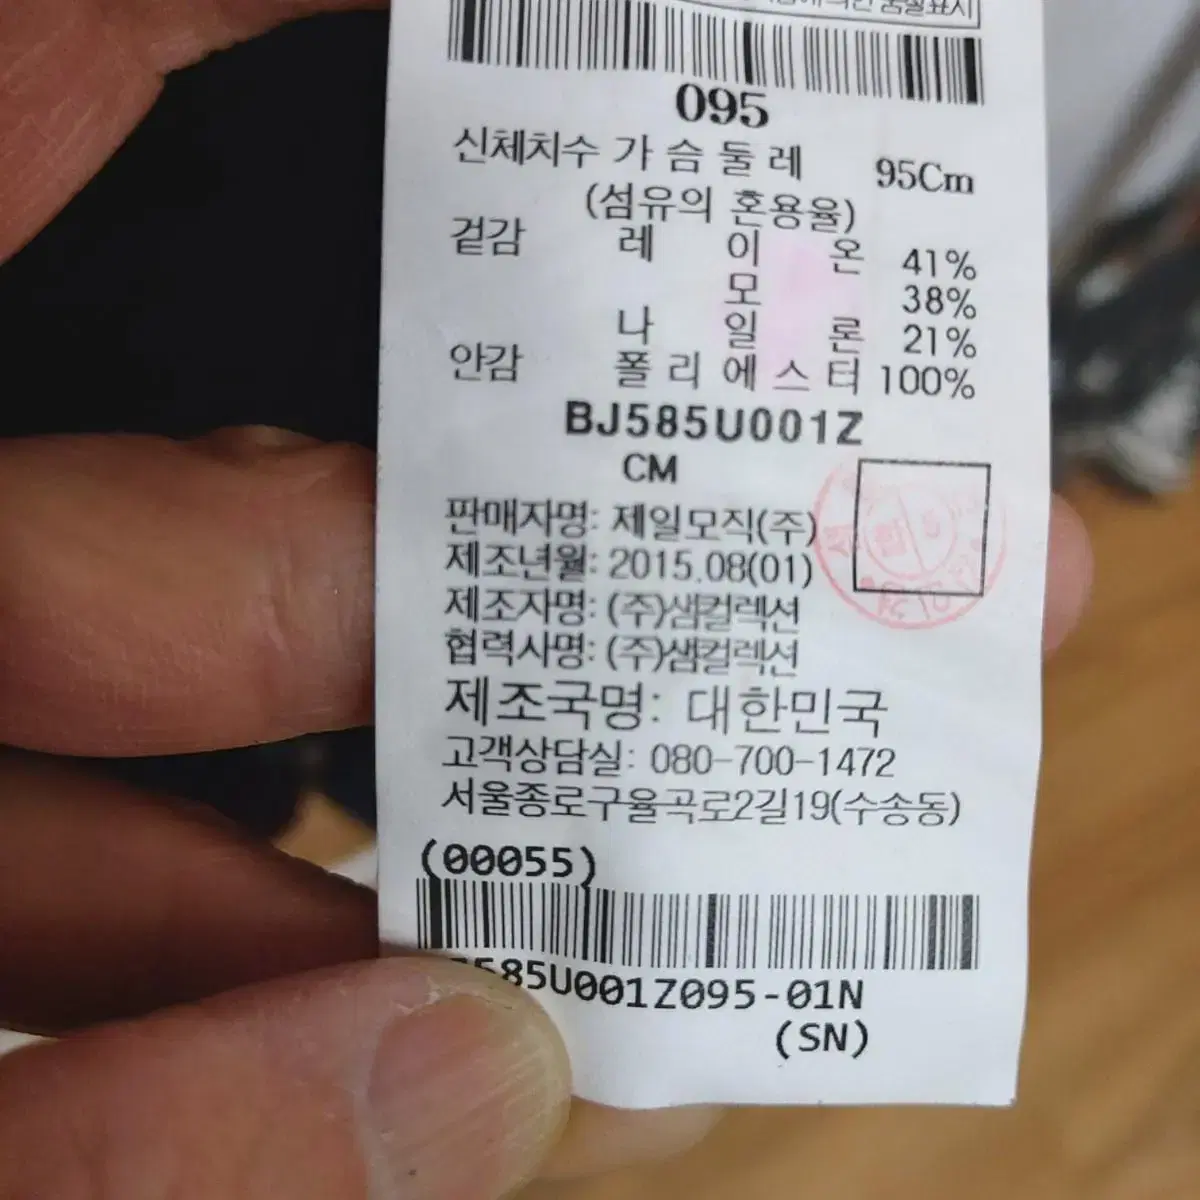 품질표시
095
신체치수 가 슴 둘 레 95Cm
(섬유의 혼용율)
겉감 레 이 온 41%
모 38%
나 일 론 21%
안감 폴 리 에 스 터 100%
BJ585U001Z
CM
판매자명: 제일모직(주)
제조년월: 2015.08(01)
제조자명: (주)샘컬렉션
협력사명: (주)샘컬렉션
제조국명: 대한민국
고객상담실: 080-700-1472
서울종로구율곡로2길19(수송동)
(00055)
585U001Z095-01N
(SN)